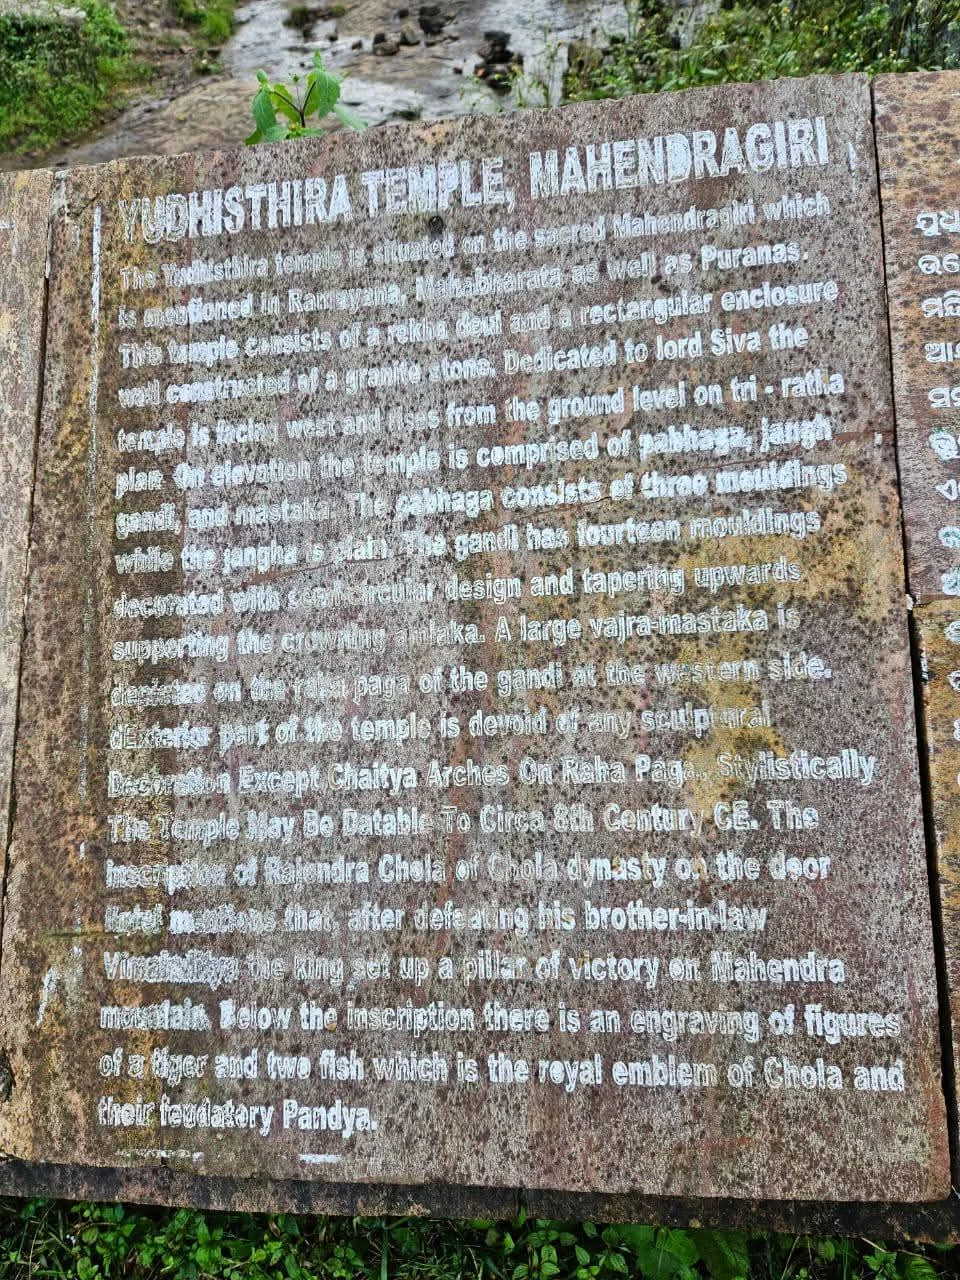 YUDHISTHIRA TEMPLE, MAHENDRAGIRI
The Yudhisthira temple is situated on the sacred Mahendragiri which
is mentioned in Ramayana, Mahabharata as well as Puranas.
This temple consists of a rekha deul and a rectangular enclosure
wall constructed of a granite stone. Dedicated to lord Siva the
temple is facing west and rises from the ground level on tri - ratha
plan. On elevation the temple is comprised of pabhaga, jangh
gandi, and mastaka. The pabhaga consists of three mouldings
while the jangha is plain. The gandi has fourteen mouldings
decorated with semicircular design and tapering upwards
supporting the crowning amlaka. A large vajra-mastaka is
depicted on the raha paga of the gandi at the western side.
dExterior part of the temple is devoid of any sculptural
Decoration Except Chaitya Arches On Raha Paga.. Stylistically
The Temple May Be Datable To Circa 8th Century CE. The
inscription of Rajendra Chola of Chola dynasty on the door
lintel mentions that, after defeating his brother-in-law
Vimaladitya the king set up a pillar of victory on Mahendra
mountain. Below the inscription there is an engraving of figures
of a tiger and two fish which is the royal emblem of Chola and
their feudatory Pandya.